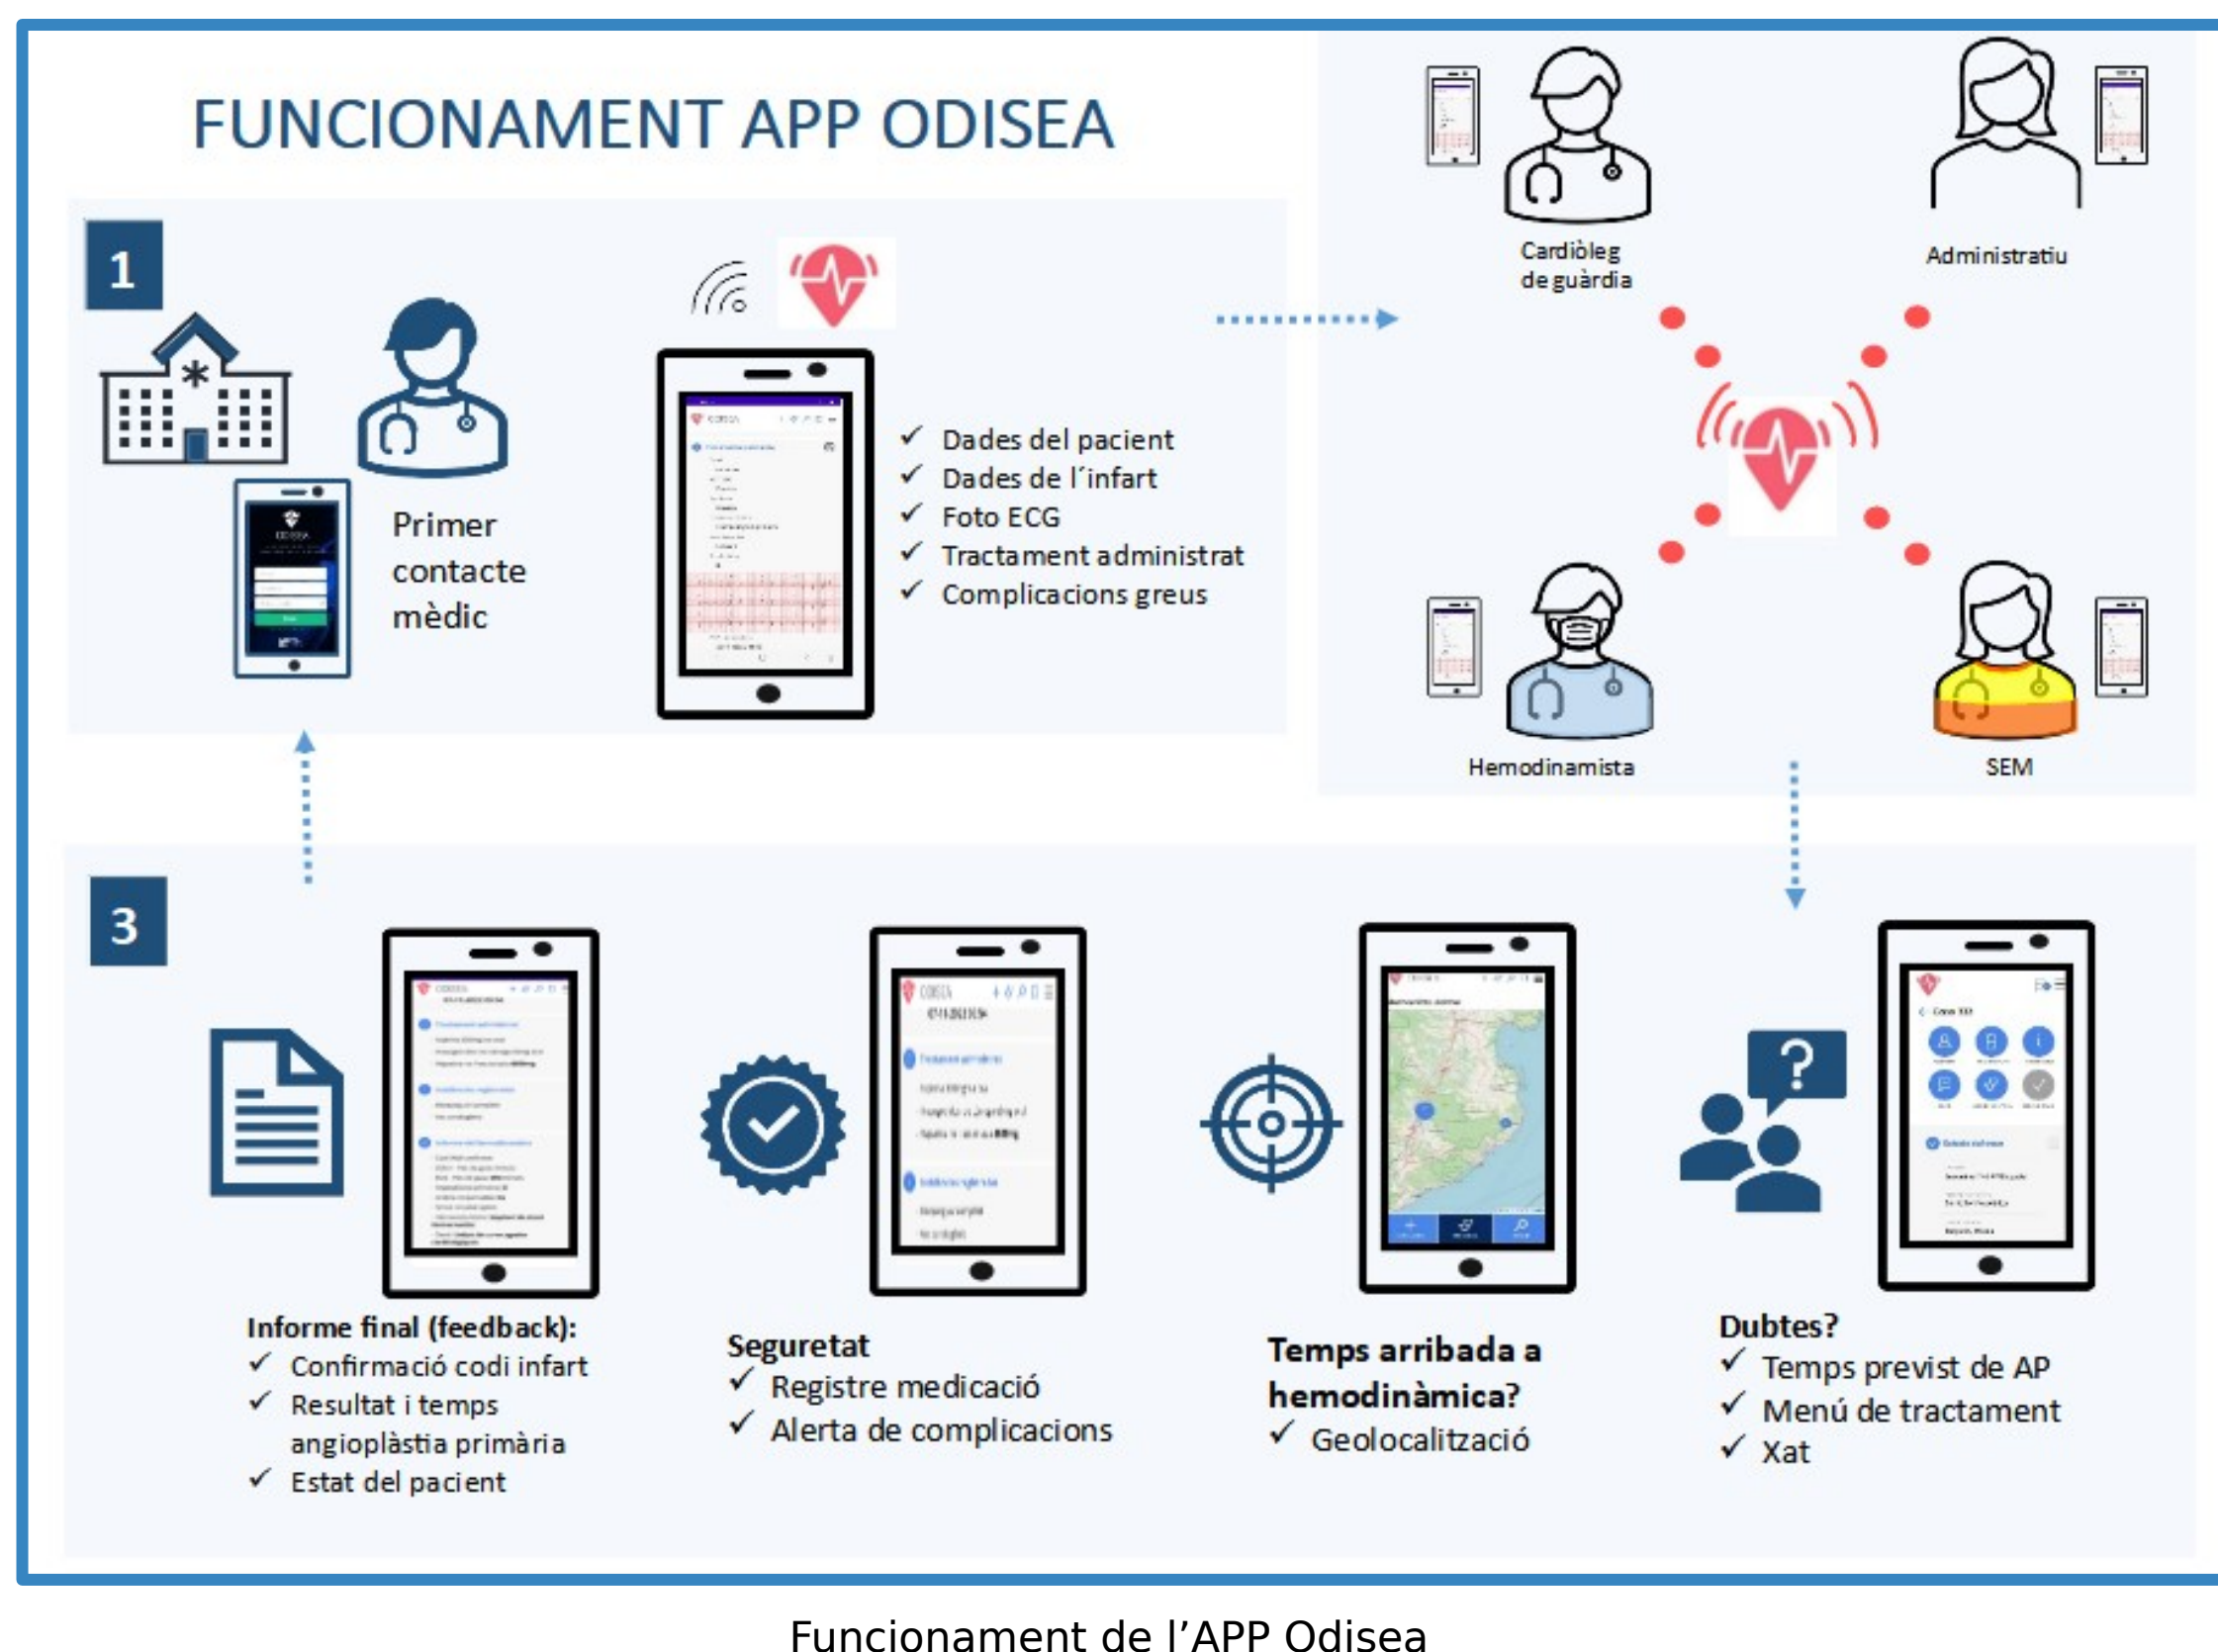 FUNCIONAMENT APP ODISEA
1
Primer
contacte
mèdic
ODISEA
✓ Dades del pacient
✓ Dades de l´infart
✓ Foto ECG
✓ Tractament administrat
✓ Complicacions greus
Cardiòleg
de guàrdia
Administratiu
Hemodinamista
SEM
3
Informe final (feedback):
✓ Confirmació codi infart
✓ Resultat i temps
angioplàstia primària
✓ Estat del pacient
ODISEA
Seguretat
✓ Registre medicació
✓ Alerta de complicacions
Temps arribada a
hemodinàmica?
✓ Geolocalització
?
Dubtes?
✓ Temps previst de AP
✓ Menú de tractament
✓ Xat
Funcionament de l’APP Odisea